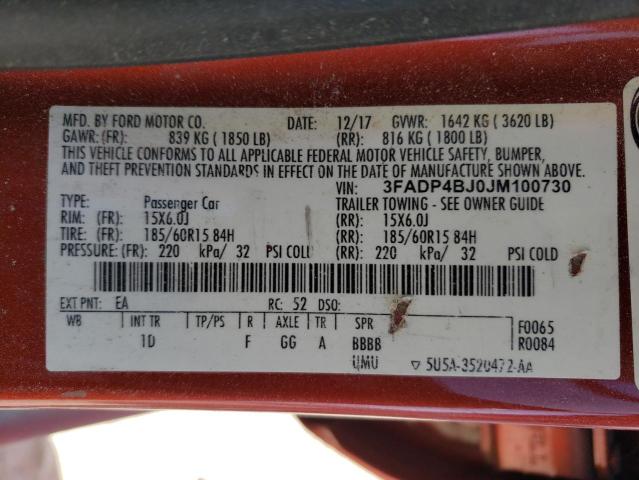 MFD. BY FORD MOTOR CO. DATE: 12/17 GVWR: 1642 KG ( 3620 LB)
GAWR: (FR): 839 KG ( 1850 LB) (RR): 816 KG ( 1800 LB)
THIS VEHICLE CONFORMS TO ALL APPLICABLE FEDERAL MOTOR VEHICLE SAFETY, BUMPER,
AND THEFT PREVENTION STANDARDS IN EFFECT ON THE DATE OF MANUFACTURE SHOWN ABOVE.
VIN: 3FADP4BJ0JM100730
TYPE: Passenger Car TRAILER TOWING - SEE OWNER GUIDE
RIM: (FR): 15X6.0J (RR): 15X6.0J
TIRE: (FR): 185/60R15 84H (RR): 185/60R15 84H
PRESSURE: (FR): 220 kPa/ 32 PSI COLD (RR): 220 kPa/ 32 PSI COLD
EXT PNT: EA RC: 52 DSO:
WB INT TR TP/PS R AXLE TR SPR F0065
1D F GG A BBBB R0084
UMU ▽ 5U5A-3520472-AA